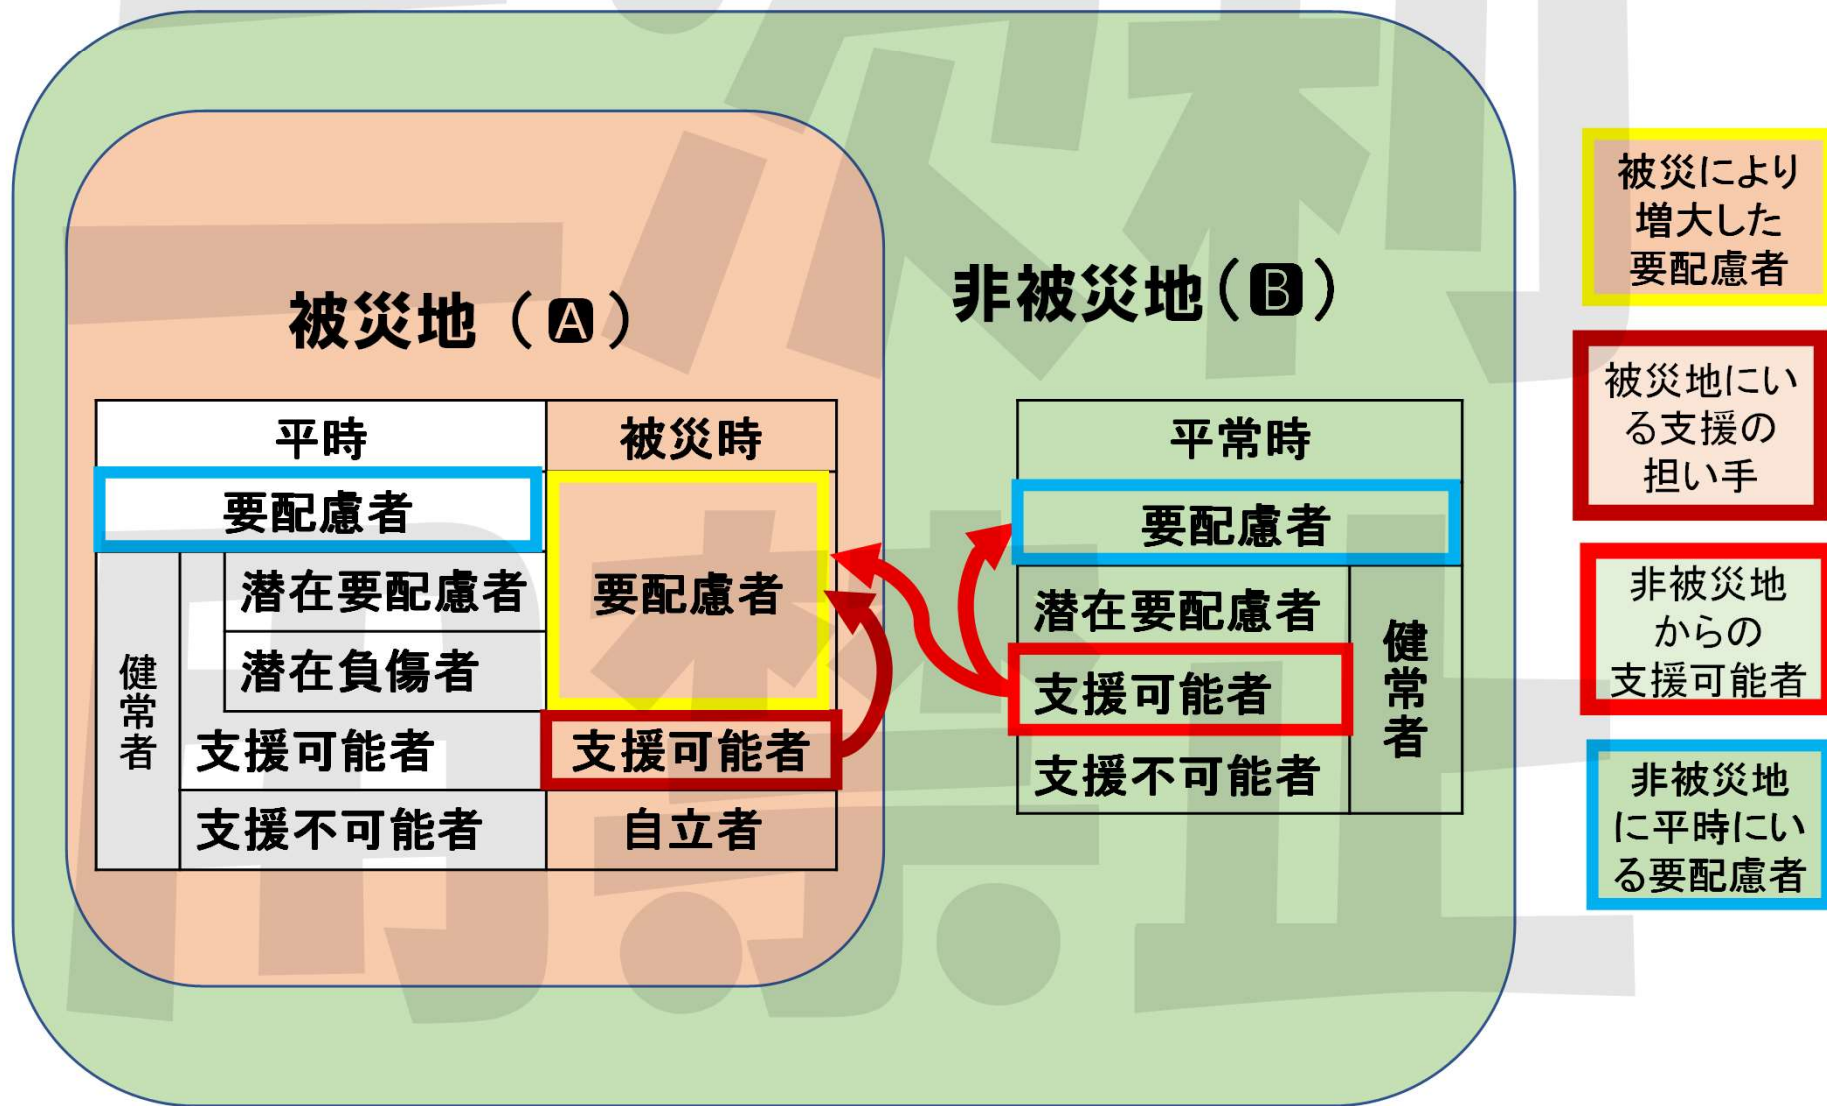 被災地（A）
平時
被災時
要配慮者
健常者
潜在要配慮者
潜在負傷者
支援可能者
支援不可能者
要配慮者
支援可能者
自立者
非被災地（B）
平常時
要配慮者
潜在要配慮者
支援可能者
支援不可能者
健常者
被災により
増大した
要配慮者
被災地にい
る支援の
担い手
非被災地
からの
支援可能者
非被災地
に平時にい
る要配慮者
二次利
用禁止